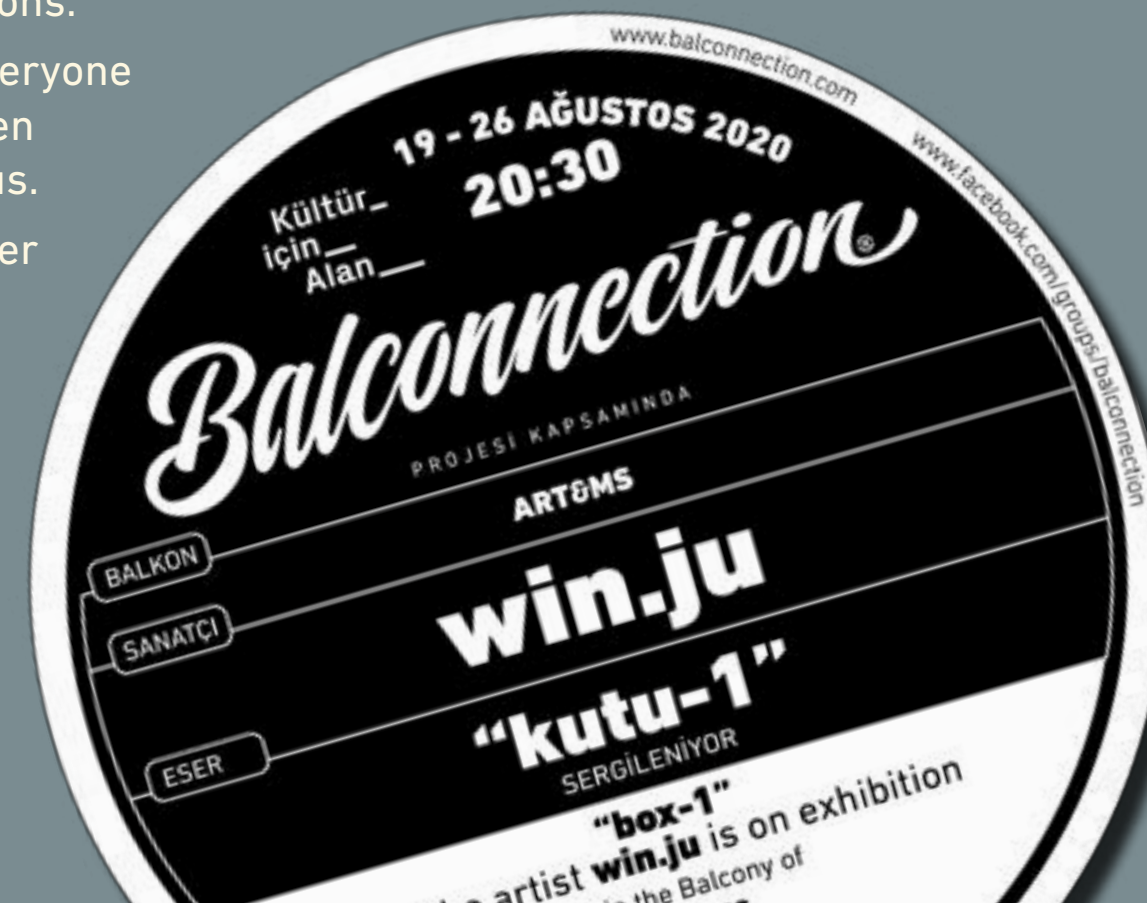 ons.
eryone
en
us.
er
www.balconnection.com
www.facebook.com/groups/balconnection
19 - 26 AĞUSTOS 2020
20:30
Kültür_
için_
Alan_
Balconnection®
PROJESİ KAPSAMINDA
BALKON
ART&MS
SANATÇI
win.ju
ESER
“kutu-1”
SERGİLENİYOR
“box-1”
artist win.ju is on exhibition
the Balcony of